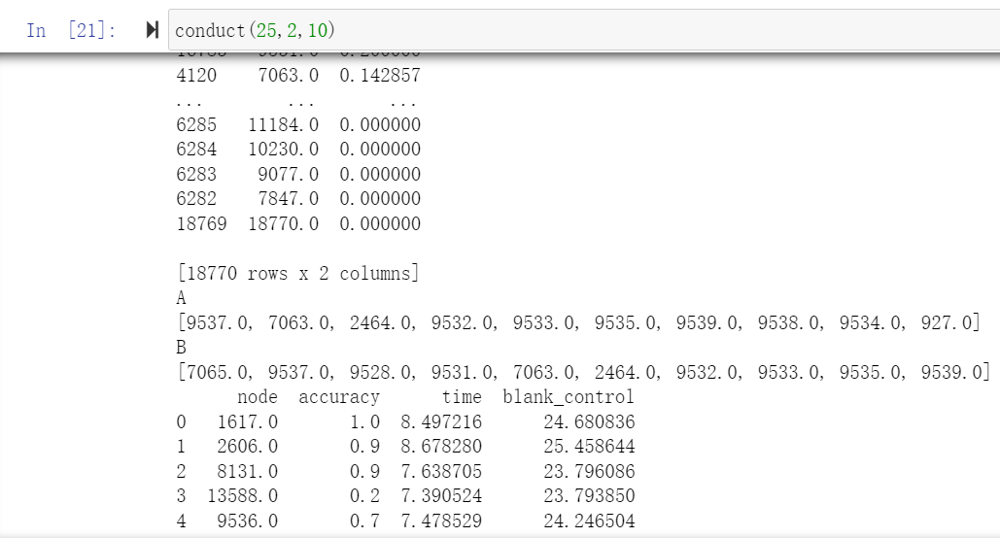 In [21]: conduct(25,2,10)
4120 7063.0 0.142857
... ... ...
6285 11184.0 0.000000
6284 10230.0 0.000000
6283 9077.0 0.000000
6282 7847.0 0.000000
18769 18770.0 0.000000
[18770 rows x 2 columns]
A
[9537.0, 7063.0, 2464.0, 9532.0, 9533.0, 9535.0, 9539.0, 9538.0, 9534.0, 927.0]
B
[7065.0, 9537.0, 9528.0, 9531.0, 7063.0, 2464.0, 9532.0, 9533.0, 9535.0, 9539.0]
node accuracy time blank_control
0 1617.0 1.0 8.497216 24.680836
1 2606.0 0.9 8.678280 25.458644
2 8131.0 0.9 7.638705 23.796086
3 13588.0 0.2 7.390524 23.793850
4 9536.0 0.7 7.478529 24.246504